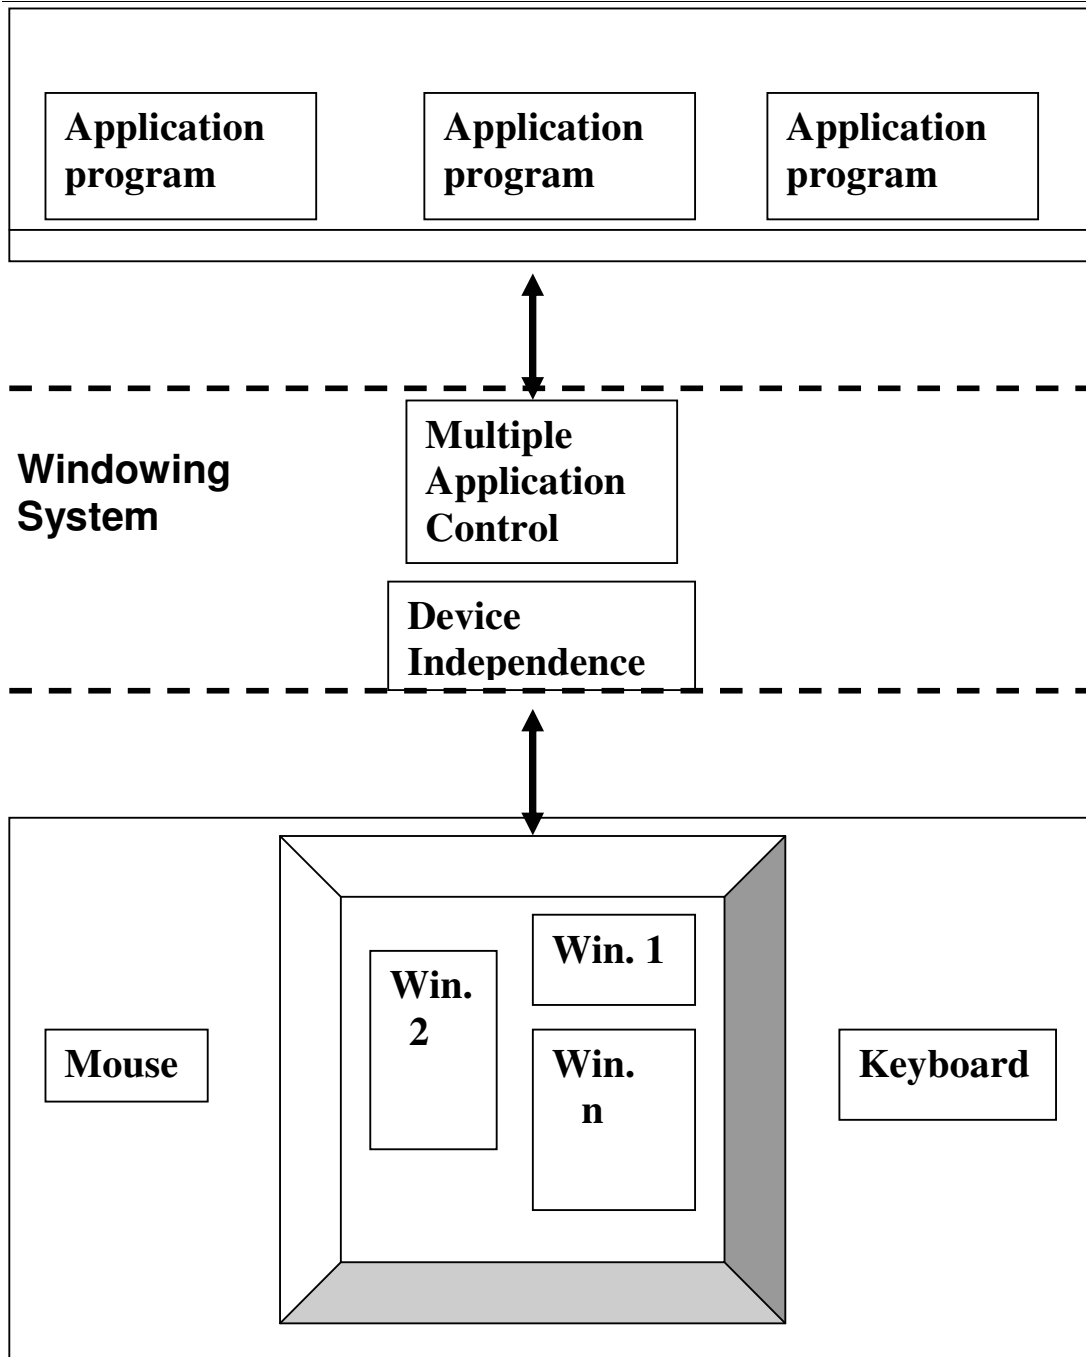 Application
program
Application
program
Application
program
Windowing
System
Multiple
Application
Control
Device
Independence
Win. 1
Win.
2
Win.
n
Mouse
Keyboard